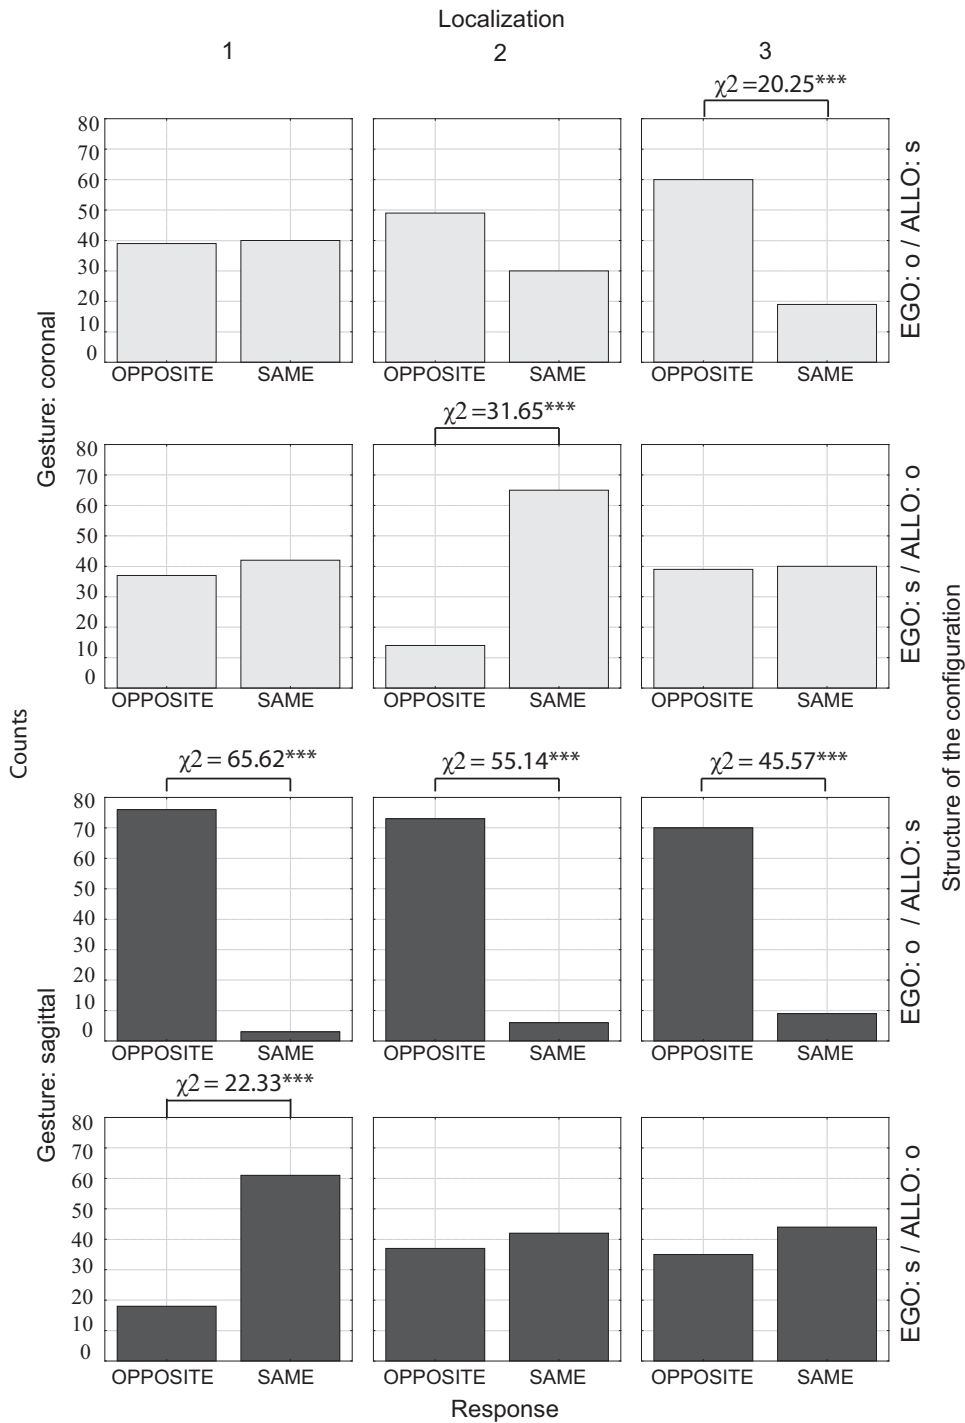 Localization
1 2 3
χ2 =20.25***
80
70
60
50
40
30
20
10
0
OPPOSITE SAME OPPOSITE SAME OPPOSITE SAME
EGO: o / ALLO: s
Gesture: coronal
χ2 =31.65***
80
70
60
50
40
30
20
10
0
OPPOSITE SAME OPPOSITE SAME OPPOSITE SAME
EGO: s / ALLO: o
Structure of the configuration
Counts
χ2 = 65.62*** χ2 = 55.14*** χ2 = 45.57***
80
70
60
50
40
30
20
10
0
OPPOSITE SAME OPPOSITE SAME OPPOSITE SAME
EGO: o / ALLO: s
Gesture: sagittal
χ2 = 22.33***
80
70
60
50
40
30
20
10
0
OPPOSITE SAME OPPOSITE SAME OPPOSITE SAME
EGO: s / ALLO: o
Response